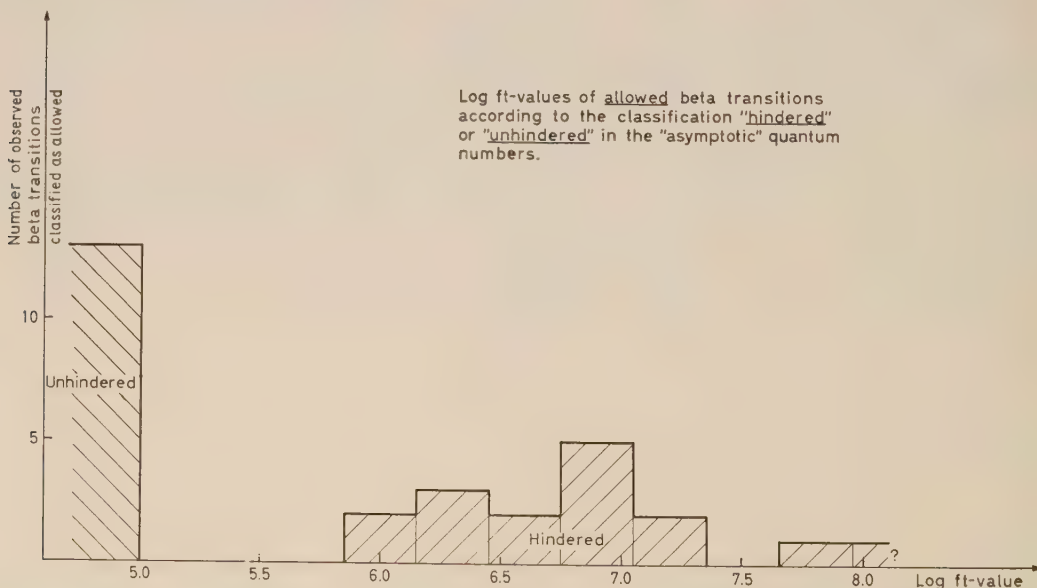 Number of observed
beta transitions
classified as allowed
Log ft-values of allowed beta transitions
according to the classification "hindered"
or "unhindered" in the "asymptotic" quantum
numbers.
10
Unhindered
5
Hindered
?
5.0
5.5
6.0
6.5
7.0
7.5
8.0
Log ft-value